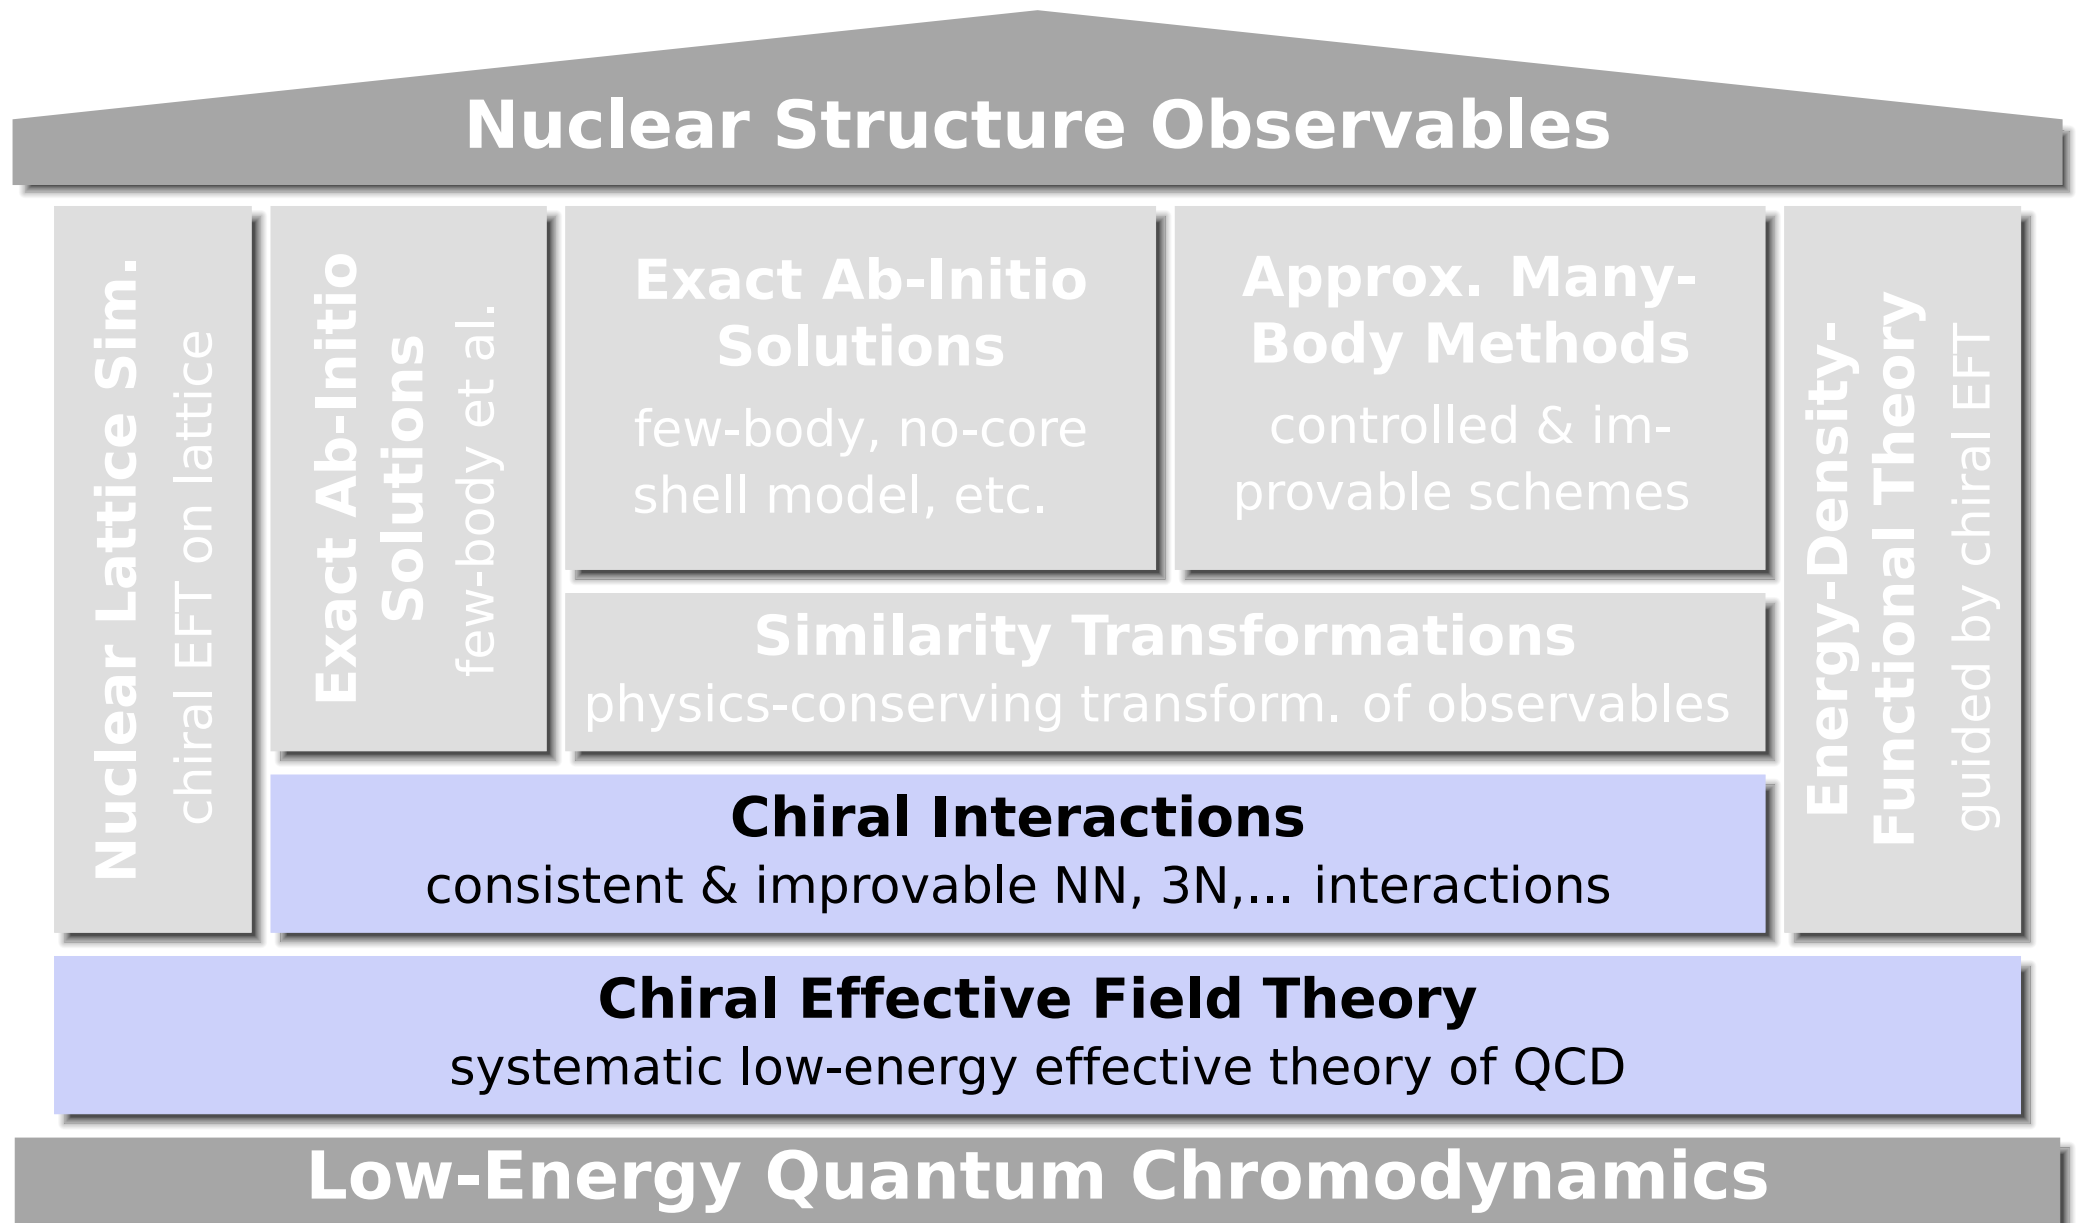 Nuclear Structure Observables
Nuclear Lattice Sim.
chiral EFT on lattice
Exact Ab-Initio
Solutions
few-body et al.
Exact Ab-Initio
Solutions
few-body, no-core
shell model, etc.
Approx. Many-
Body Methods
controlled & im-
provable schemes
Energy-Density-
Functional Theory
guided by chiral EFT
Similarity Transformations
physics-conserving transform. of observables
Chiral Interactions
consistent & improvable NN, 3N,... interactions
Chiral Effective Field Theory
systematic low-energy effective theory of QCD
Low-Energy Quantum Chromodynamics